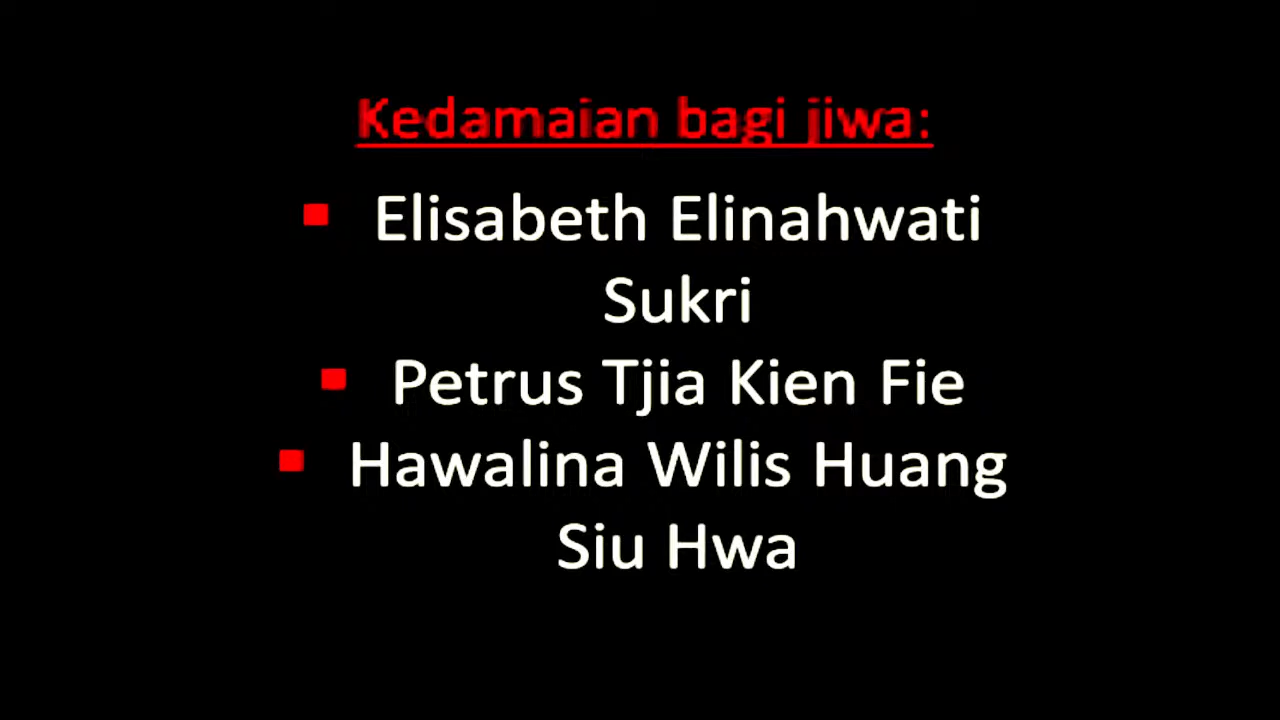 Kedamaian bagi jiwa:
▪ Elisabeth Elinahwati
Sukri
▪ Petrus Tjia Kien Fie
▪ Hawalina Wilis Huang
Siu Hwa